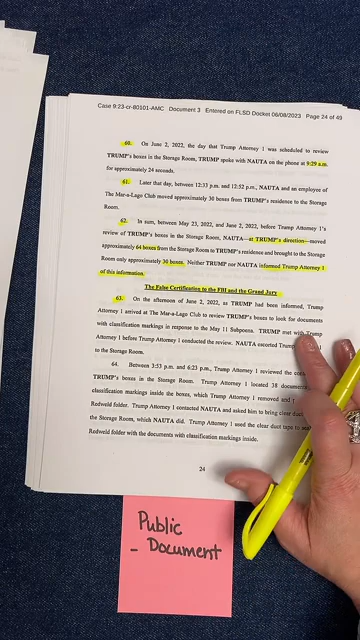 Case 9:23-cr-80101-AMC Document 3 Entered on FLSD Docket 06/08/2023 Page 24 of 49
60. On June 2, 2022, the day that Trump Attorney 1 was scheduled to review
TRUMP's boxes in the Storage Room, TRUMP spoke with NAUTA on the phone at 9:29 a.m.
for approximately 24 seconds.
61. Later that day, between 12:33 p.m. and 12:52 p.m., NAUTA and an employee of
The Mar-a-Lago Club moved approximately 30 boxes from TRUMP's residence to the Storage
Room.
62. In sum, between May 23, 2022, and June 2, 2022, before Trump Attorney 1's
review of TRUMP's boxes in the Storage Room, NAUTA—at TRUMP's direction—moved
approximately 64 boxes from the Storage Room to TRUMP's residence and brought to the Storage
Room only approximately 30 boxes. Neither TRUMP nor NAUTA informed Trump Attorney 1
of this information.
The False Certification to the FBI and the Grand Jury
63. On the afternoon of June 2, 2022, as TRUMP had been informed, Trump
Attorney 1 arrived at The Mar-a-Lago Club to review TRUMP's boxes to look for documents
with classification markings in response to the May 11 Subpoena. TRUMP met with Trump
Attorney 1 before Trump Attorney 1 conducted the review. NAUTA escorted Trump
to the Storage Room.
64. Between 3:53 p.m. and 6:23 p.m., Trump Attorney 1 reviewed the
TRUMP's boxes in the Storage Room. Trump Attorney 1 located 38
classification markings inside the boxes, which Trump Attorney 1 removed and
Redweld folder. Trump Attorney 1 contacted NAUTA and asked him to bring clear duct
the Storage Room, which NAUTA did. Trump Attorney 1 used the clear duct tape to
Redweld folder with the documents with classification markings inside.
24
Public
- Document